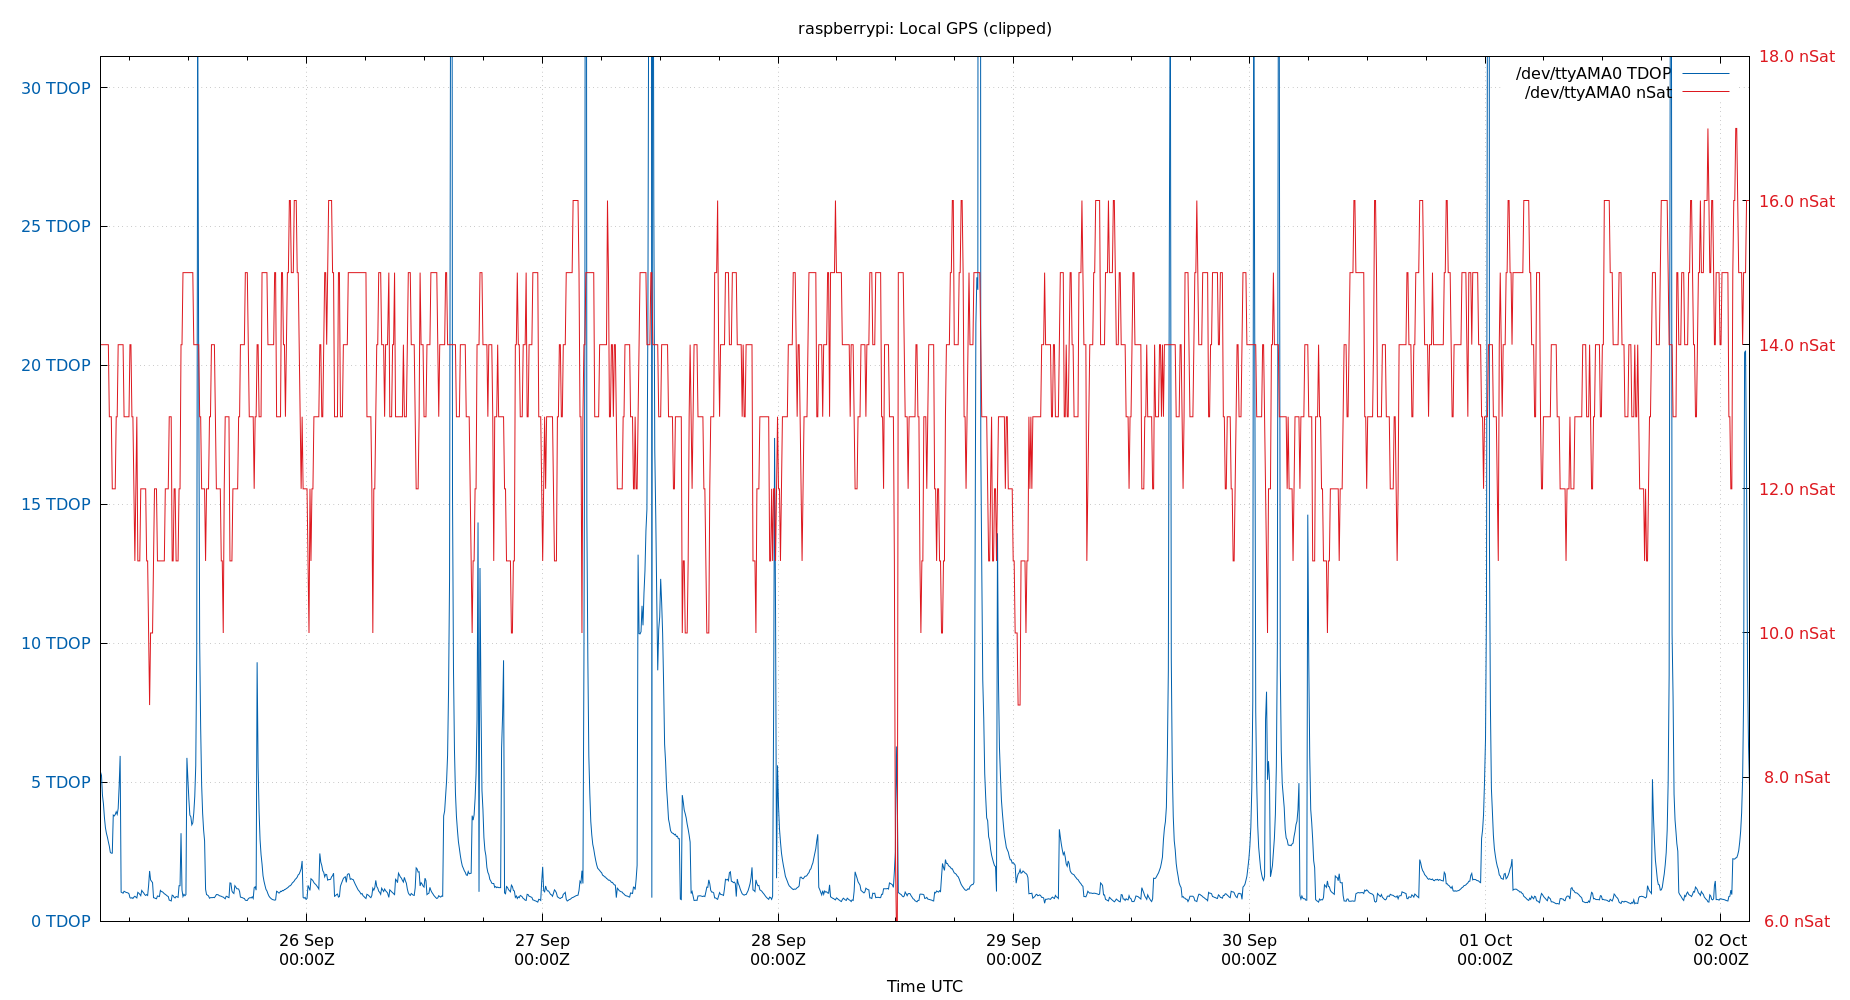 raspberrypi: Local GPS (clipped)
30 TDOP
25 TDOP
20 TDOP
15 TDOP
10 TDOP
5 TDOP
0 TDOP
18.0 nSat
16.0 nSat
14.0 nSat
12.0 nSat
10.0 nSat
8.0 nSat
6.0 nSat
/dev/ttyAMA0 TDOP
/dev/ttyAMA0 nSat
26 Sep
00:00Z
27 Sep
00:00Z
28 Sep
00:00Z
29 Sep
00:00Z
30 Sep
00:00Z
01 Oct
00:00Z
02 Oct
00:00Z
Time UTC